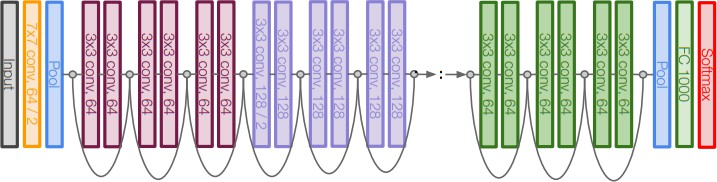 Input
7x7 conv. 64 / 2
Pool
3x3 conv. 64
3x3 conv. 64
3x3 conv. 64
3x3 conv. 64
3x3 conv. 64
3x3 conv. 64
3x3 conv. 128 / 2
3x3 conv. 128
3x3 conv. 128
3x3 conv. 128
3x3 conv. 128
3x3 conv. 128
:
3x3 conv. 64
3x3 conv. 64
3x3 conv. 64
3x3 conv. 64
3x3 conv. 64
3x3 conv. 64
Pool
FC 1000
Softmax